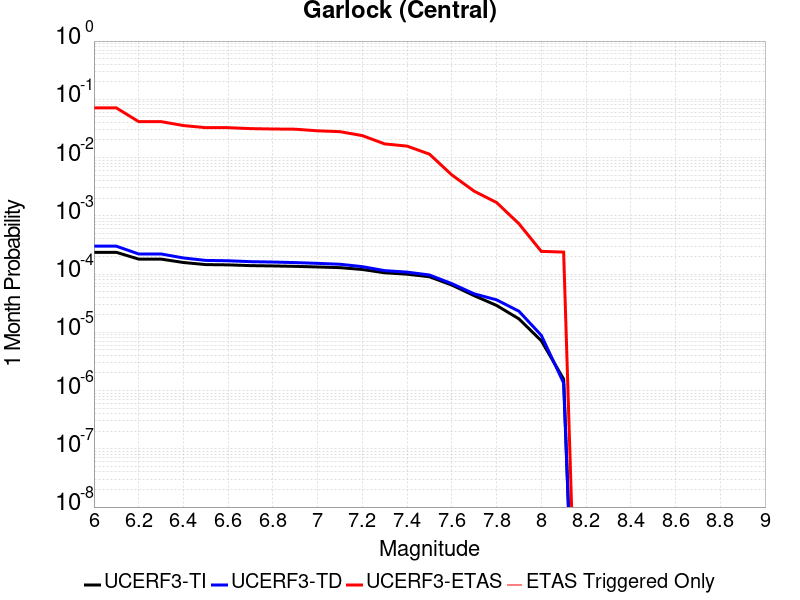 Garlock (Central)
10^0
10^-1
10^-2
10^-3
10^-4
10^-5
10^-6
10^-7
10^-8
1 Month Probability
6 6.2 6.4 6.6 6.8 7 7.2 7.4 7.6 7.8 8 8.2 8.4 8.6 8.8 9
Magnitude
UCERF3-TI UCERF3-TD UCERF3-ETAS ETAS Triggered Only